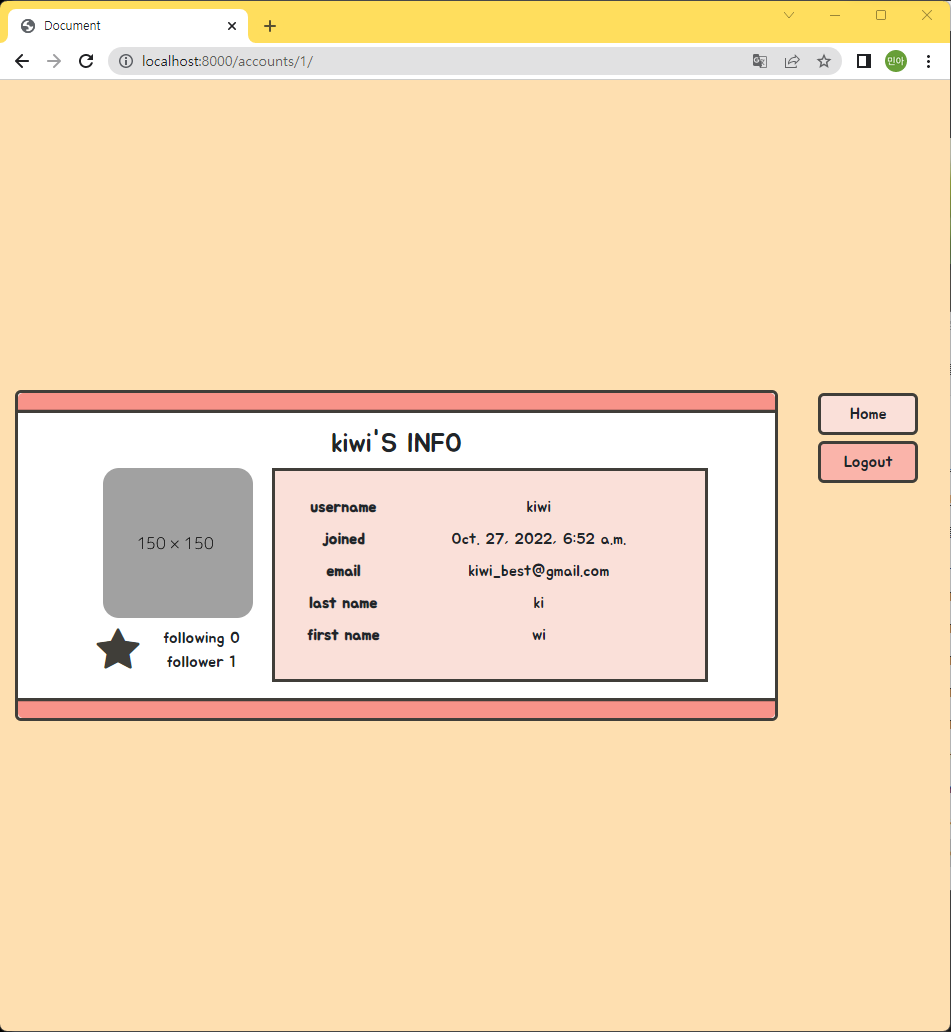 Document
localhost:8000/accounts/1/
민아
kiwi'S INFO
Home
Logout
150 × 150
username kiwi
joined Oct. 27, 2022, 6:52 a.m.
email kiwi_best@gmail.com
last name ki
first name wi
following 0
follower 1